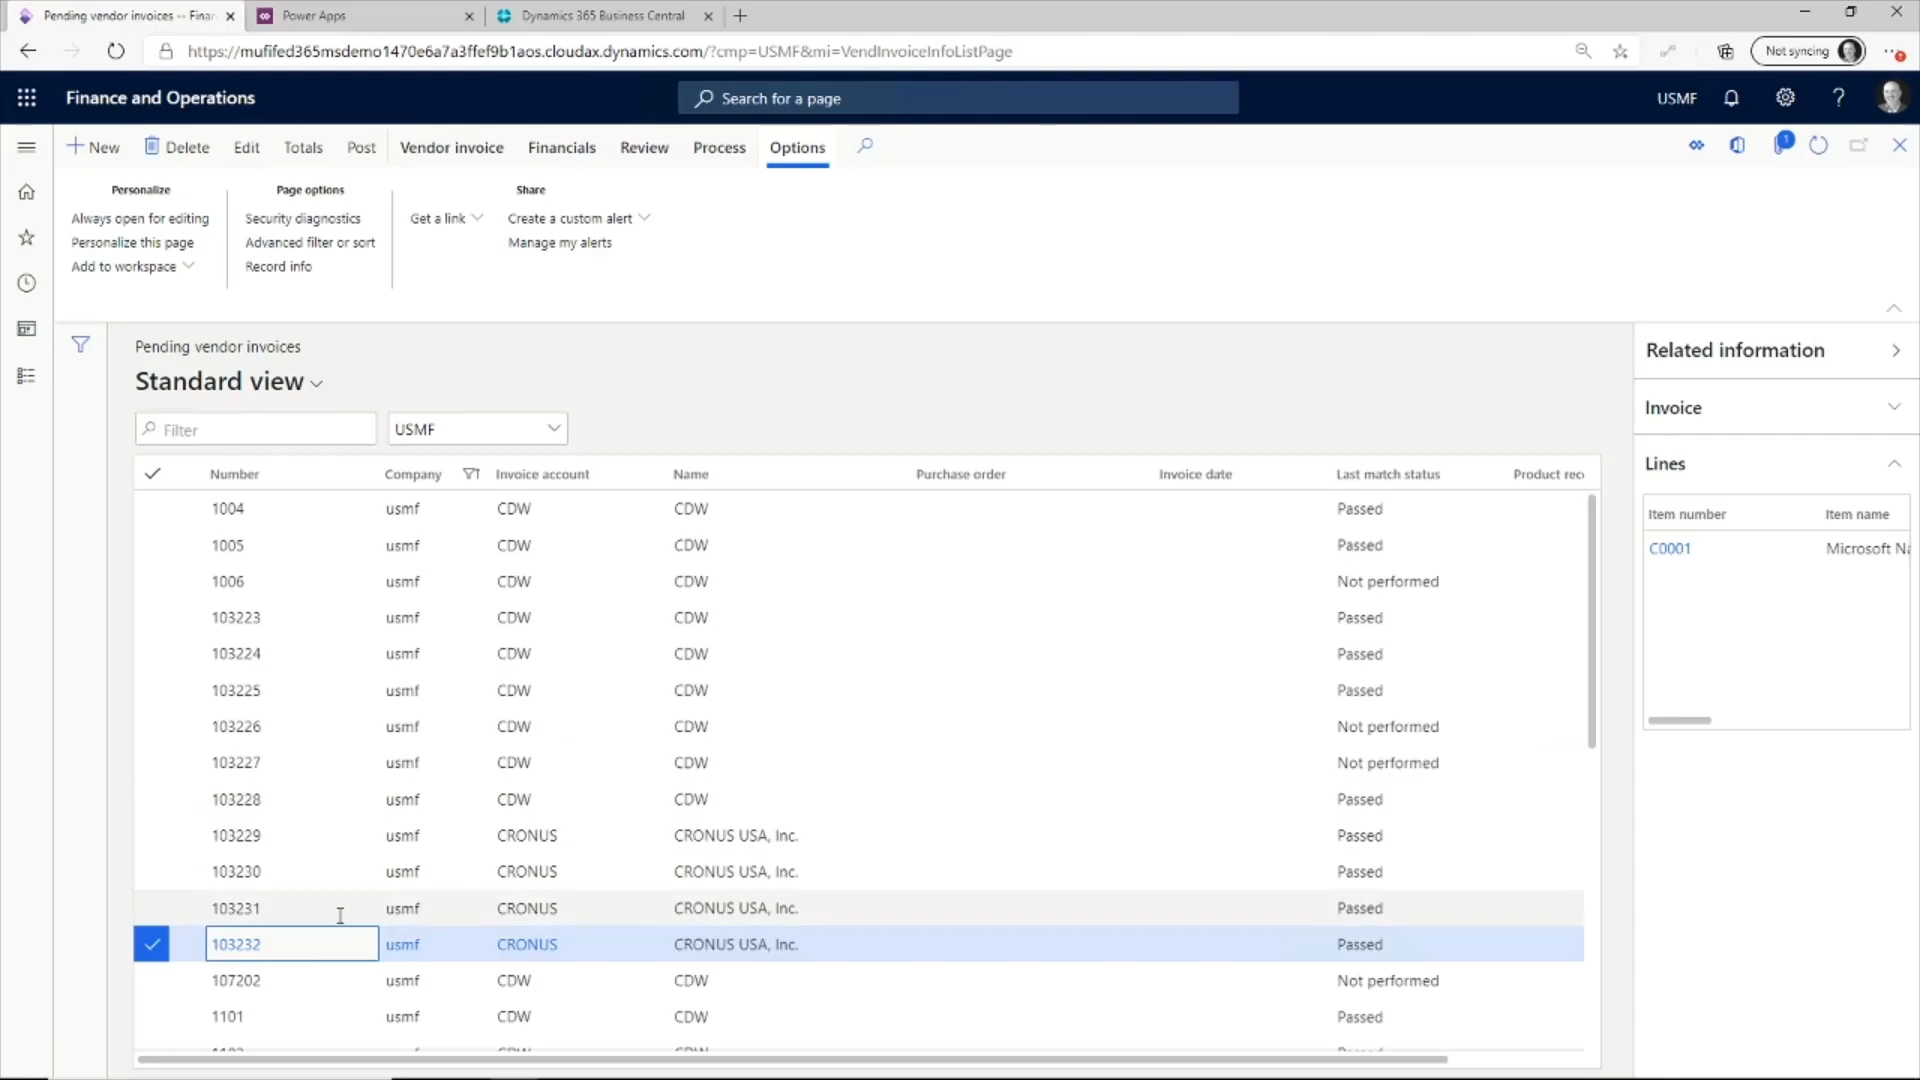 Pending vendor invoices -- Finan
Power Apps
Dynamics 365 Business Central
https://mufifed365msdemo1470e6a7a3ffef9b1aos.cloudax.dynamics.com/?cmp=USMF&mi=VendInvoiceInfoListPage
Not syncing
Finance and Operations
Search for a page
USMF
New
Delete
Edit
Totals
Post
Vendor invoice
Financials
Review
Process
Options
1
Personalize
Always open for editing
Personalize this page
Add to workspace
Page options
Security diagnostics
Advanced filter or sort
Record info
Share
Get a link
Create a custom alert
Manage my alerts
Pending vendor invoices
Standard view
Filter
USMF
Number Company Invoice account Name Purchase order Invoice date Last match status Product rec
1004 usmf CDW CDW Passed
1005 usmf CDW CDW Passed
1006 usmf CDW CDW Not performed
103223 usmf CDW CDW Passed
103224 usmf CDW CDW Passed
103225 usmf CDW CDW Passed
103226 usmf CDW CDW Not performed
103227 usmf CDW CDW Not performed
103228 usmf CDW CDW Passed
103229 usmf CRONUS CRONUS USA, Inc. Passed
103230 usmf CRONUS CRONUS USA, Inc. Passed
103231 usmf CRONUS CRONUS USA, Inc. Passed
103232 usmf CRONUS CRONUS USA, Inc. Passed
107202 usmf CDW CDW Not performed
1101 usmf CDW CDW Passed
Related information
Invoice
Lines
Item number Item name
C0001 Microsoft Na